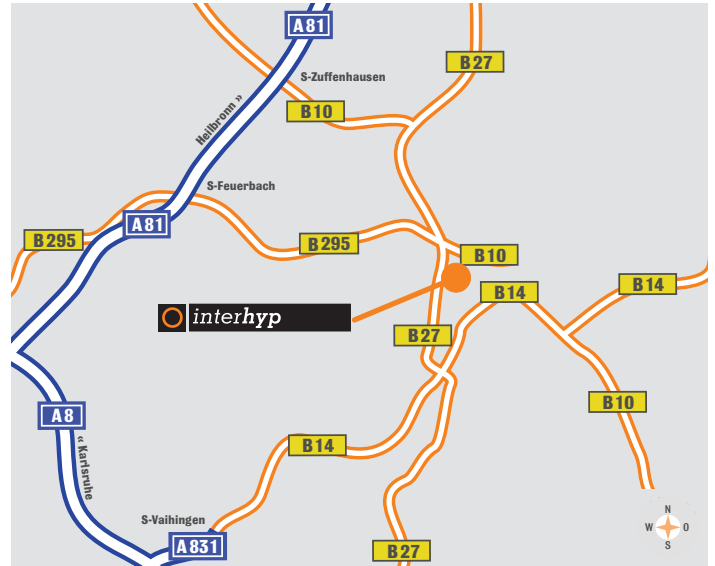 A81
B27
S-Zuffenhausen
B10
Heilbronn »
S-Feuerbach
A81
B295
B295
B10
B14
B14
interhyp
B27
A8
B10
« Karlsruhe
B14
S-Vaihingen
A831
B27
N
W O
S